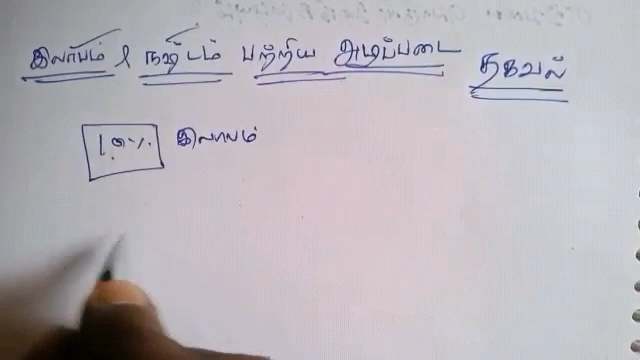 இலாபம் & நஷ்டம் பற்றிய அடிப்படை தகவல்
10% இலாபம்